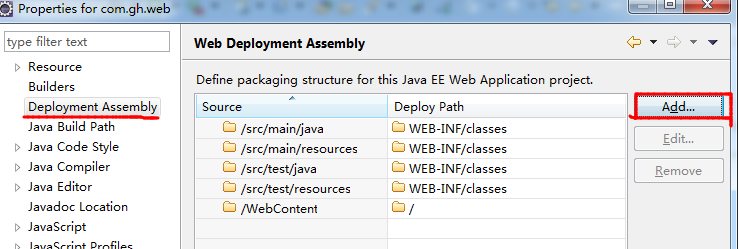 Properties for com.gh.web
type filter text
Resource
Builders
Deployment Assembly
Java Build Path
Java Code Style
Java Compiler
Java Editor
Javadoc Location
JavaScript
JavaScript Profiles
Web Deployment Assembly
Define packaging structure for this Java EE Web Application project.
Source Deploy Path
/src/main/java WEB-INF/classes
/src/main/resources WEB-INF/classes
/src/test/java WEB-INF/classes
/src/test/resources WEB-INF/classes
/WebContent /
Add...
Edit...
Remove